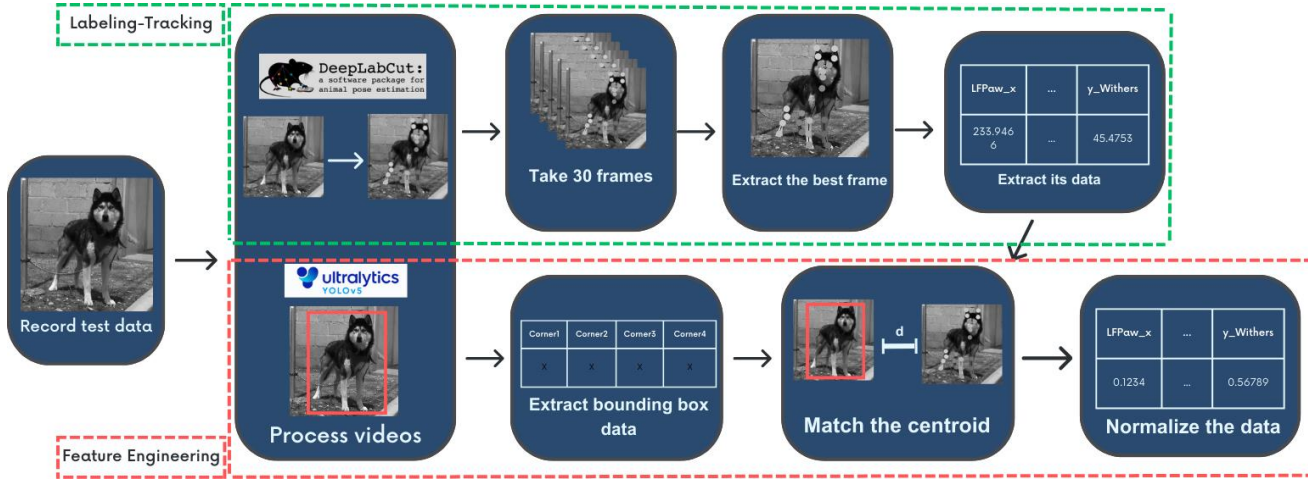 Labeling-Tracking
DeepLabCut:
a software package for
animal pose estimation
Take 30 frames
Extract the best frame
LFPaw_x ... y_Withers
233.946
6 ... 45.4753
Extract its data
Record test data
ultralytics
YOLOv5
Process videos
Corner1 Corner2 Corner3 Corner4
X X X X
Extract bounding box
data
d
Match the centroid
LFPaw_x ... y_Withers
0.1234 ... 0.56789
Normalize the data
Feature Engineering